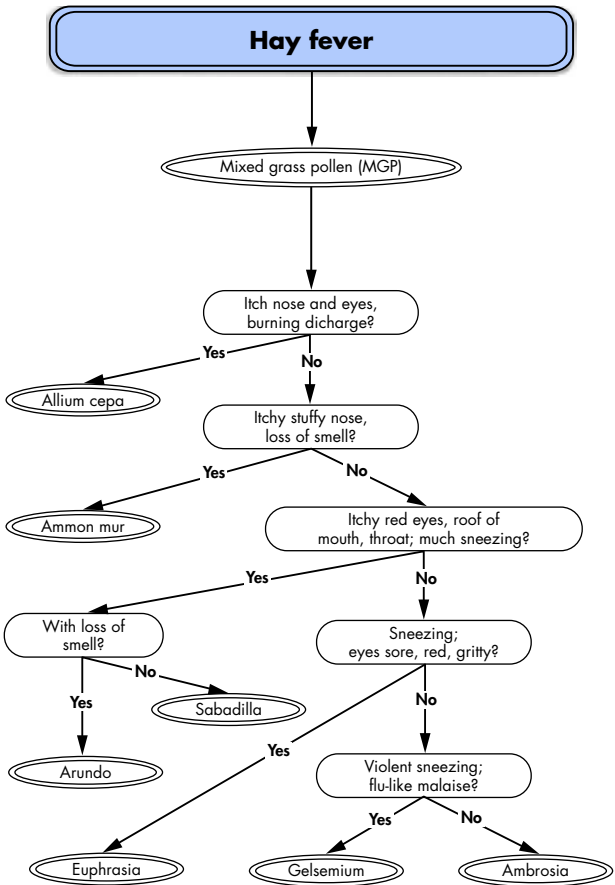 Hay fever
Mixed grass pollen (MGP)
Itch nose and eyes,
burning dicharge?
Yes
No
Allium cepa
Itchy stuffy nose,
loss of smell?
Yes
No
Ammon mur
Itchy red eyes, roof of
mouth, throat; much sneezing?
Yes
No
With loss of
smell?
Sneezing;
eyes sore, red, gritty?
No
Yes
Sabadilla
No
Arundo
Yes
Violent sneezing;
flu-like malaise?
Yes
No
Euphrasia
Gelsemium
Ambrosia